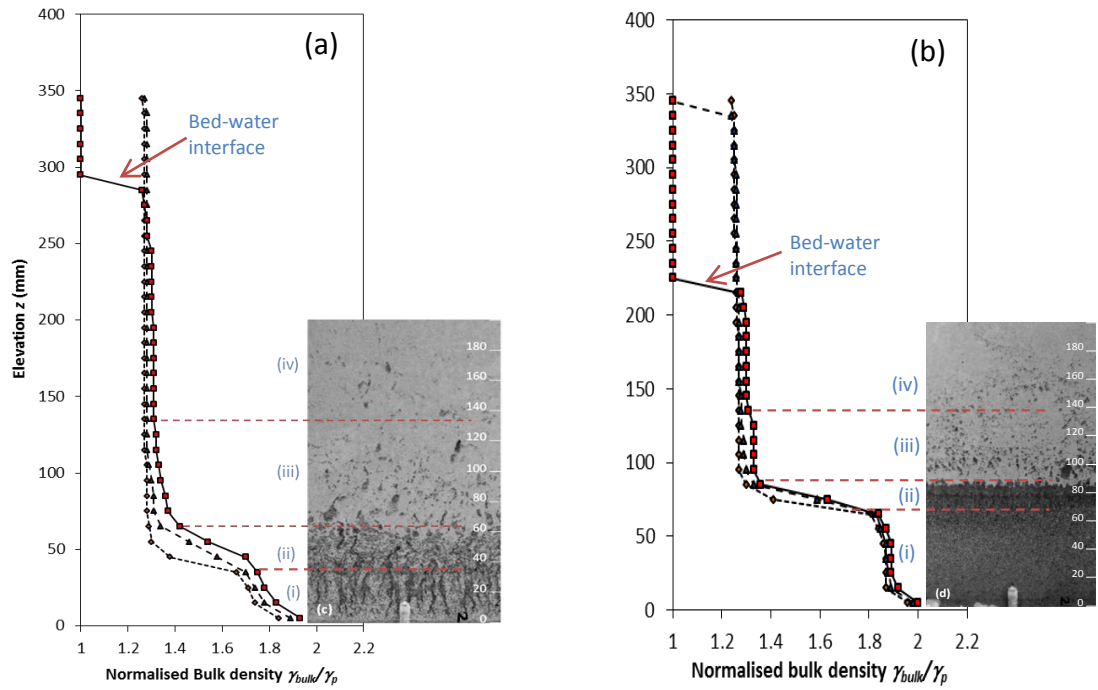 (a)
400
350
300
250
200
150
100
50
0
Elevation z (mm)
Bed-water
interface
(iv)
(iii)
(ii)
(i)
180
160
140
120
100
80
60
40
20
0
(c)
2
1
1.2
1.4
1.6
1.8
2
2.2
Normalised Bulk density γbulk/γp
(b)
400
350
300
250
200
150
100
50
0
Bed-water
interface
(iv)
(iii)
(ii)
(i)
180
160
140
120
100
80
60
40
20
0
(d)
2
1
1.2
1.4
1.6
1.8
2
2.2
Normalised bulk density γbulk/γp